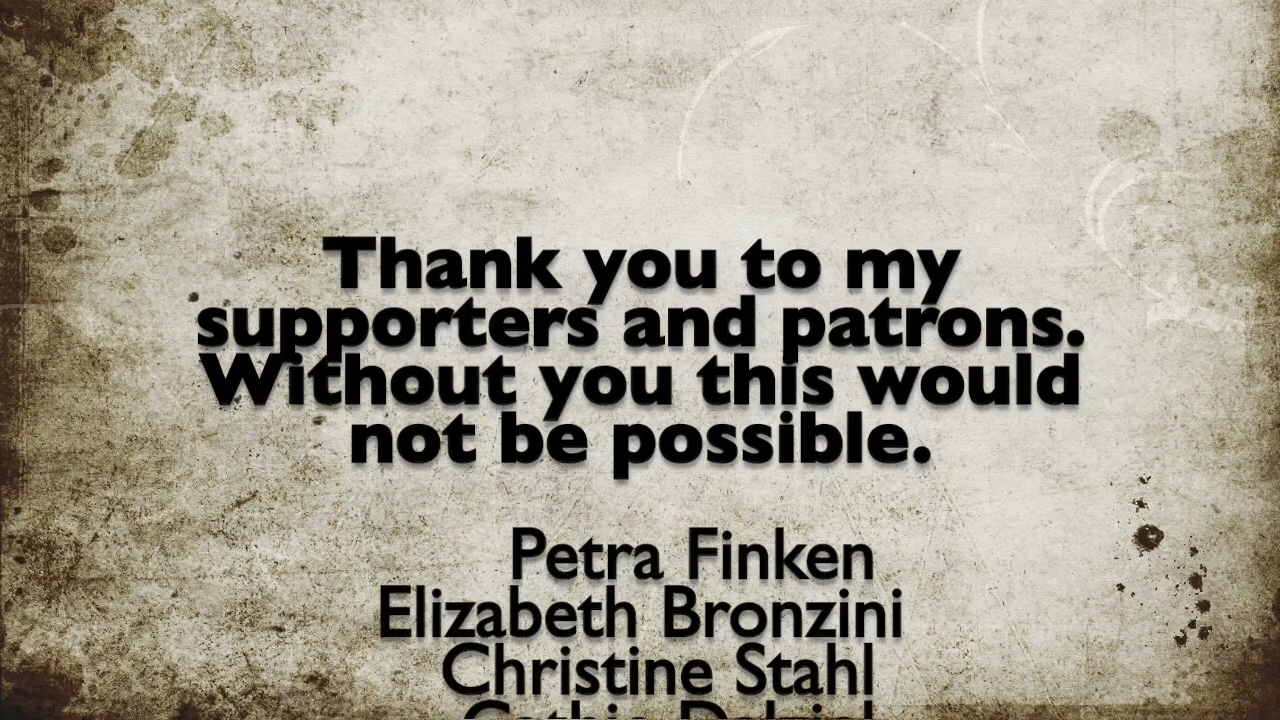 Thank you to my
supporters and patrons.
Without you this would
not be possible.
Petra Finken
Elizabeth Bronzini
Christine Stahl